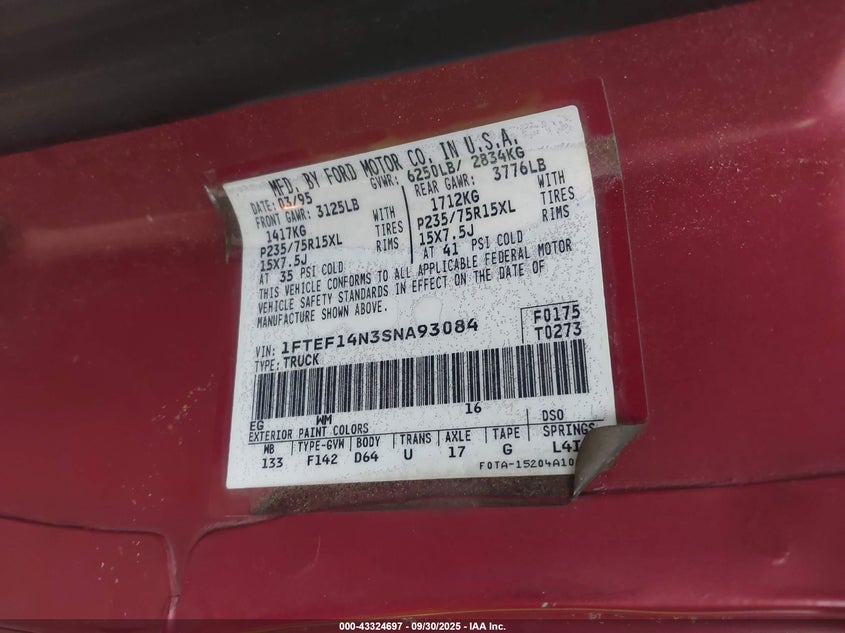 MFD. BY FORD MOTOR CO. IN U.S.A.
DATE: 03/95 GVWR: 6250LB/ 2834KG
FRONT GAWR: 3125LB REAR GAWR: 3776LB
1417KG WITH 1712KG WITH
P235/75R15XL TIRES P235/75R15XL TIRES
15X7.5J RIMS 15X7.5J RIMS
AT 35 PSI COLD AT 41 PSI COLD
THIS VEHICLE CONFORMS TO ALL APPLICABLE FEDERAL MOTOR
VEHICLE SAFETY STANDARDS IN EFFECT ON THE DATE OF
MANUFACTURE SHOWN ABOVE.
F0175
VIN: 1FTEF14N3SNA93084 T0273
TYPE: TRUCK
EG WM 16
EXTERIOR PAINT COLORS DSO
WB TYPE-GVM BODY TRANS AXLE TAPE SPRINGS
133 F142 D64 U 17 G L4I
F0TA-15204A10
000-43324697 - 09/30/2025 - IAA Inc.